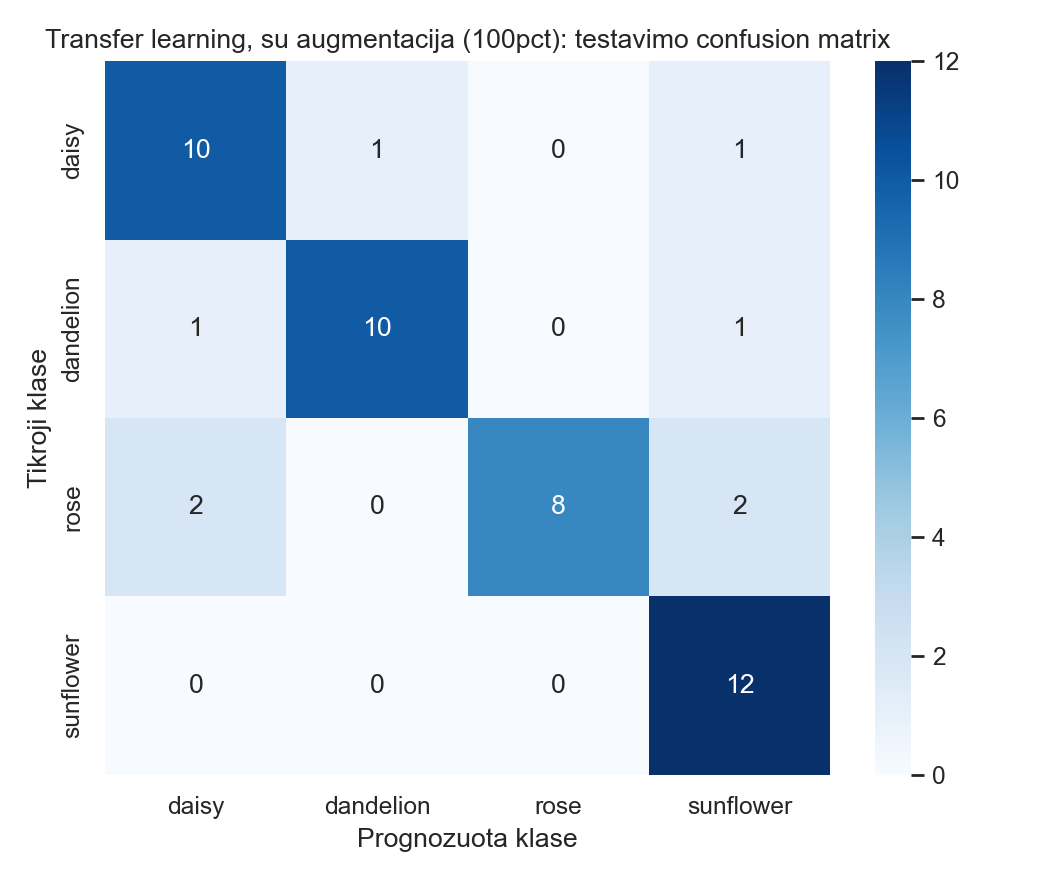 Transfer learning, su augmentacija (100pct): testavimo confusion matrix
Tikroji klase
daisy
10 1 0 1
dandelion
1 10 0 1
rose
2 0 8 2
sunflower
0 0 0 12
daisy dandelion rose sunflower
Prognozuota klase
12
10
8
6
4
2
0